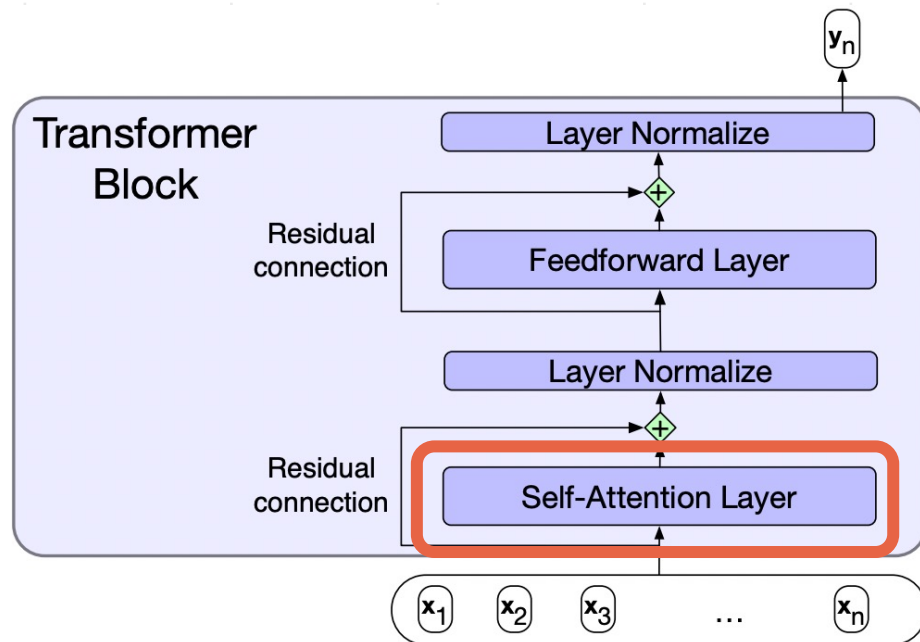 yn
Transformer
Block
Layer Normalize
+
Residual
connection
Feedforward Layer
Layer Normalize
+
Residual
connection
Self-Attention Layer
x1 x2 x3 ... xn